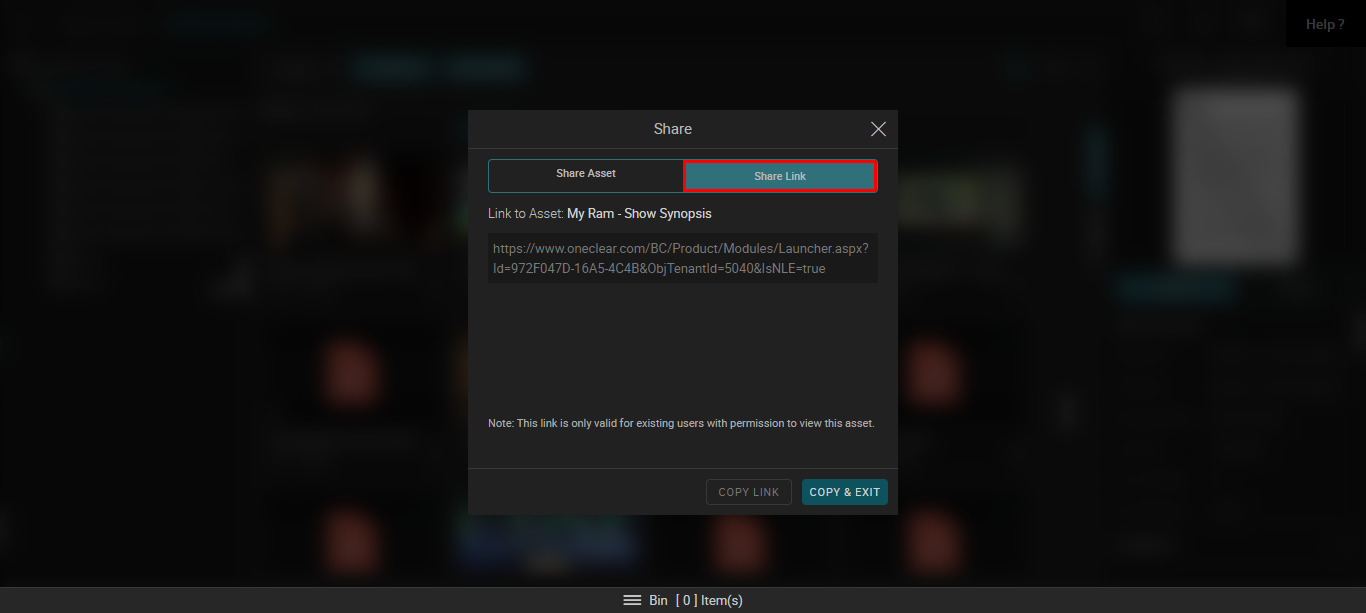 Help ?
Share
Share Asset
Share Link
Link to Asset: My Ram - Show Synopsis
https://www.oneclear.com/BC/Product/Modules/Launcher.aspx?
Id=972F047D-16A5-4C4B&ObjTenantId=5040&IsNLE=true
Note: This link is only valid for existing users with permission to view this asset.
COPY LINK
COPY & EXIT
Bin [ 0 ] Item(s)